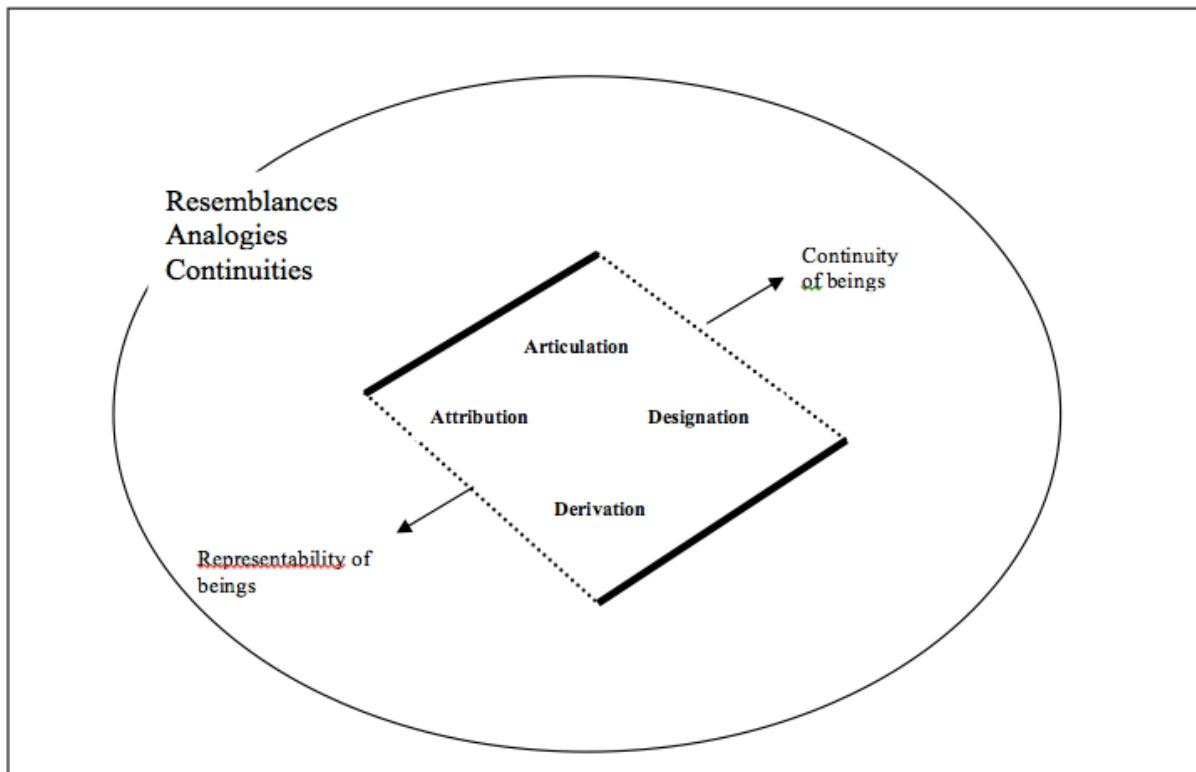 Resemblances
Analogies
Continuities
Continuity
of beings
Articulation
Attribution
Designation
Derivation
Representability of
beings